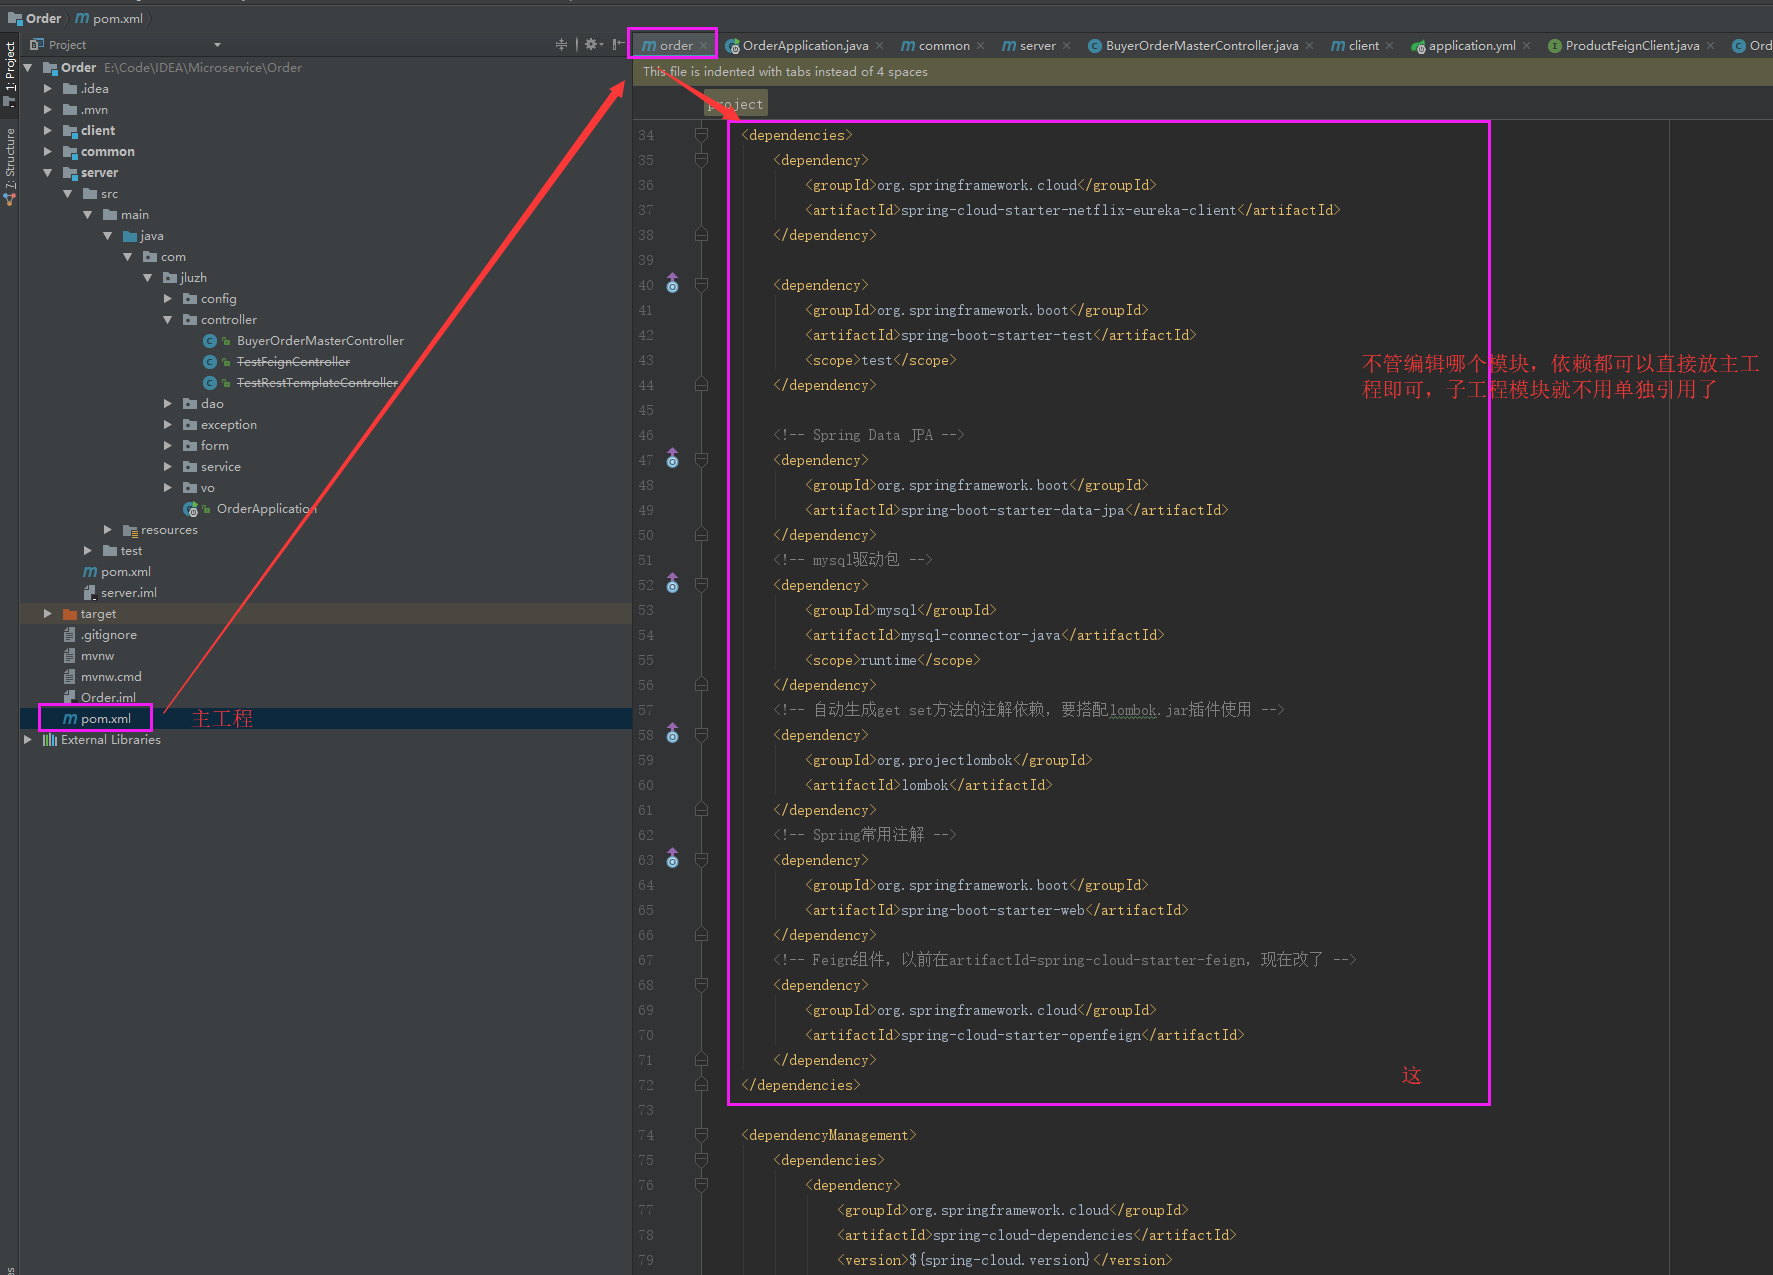 Order pom.xml
Project
order
OrderApplication.java
common
server
BuyerOrderMasterController.java
client
application.yml
ProductFeignClient.java
Ord
1: Project
7: Structure
This file is indented with tabs instead of 4 spaces
project
Order E:\Code\IDEA\Microservice\Order
.idea
.mvn
client
common
server
src
main
java
com
jluzh
config
controller
BuyerOrderMasterController
TestFeignController
TestRestTemplateController
dao
exception
form
service
vo
OrderApplication
resources
test
pom.xml
server.iml
target
.gitignore
mvnw
mvnw.cmd
Order.iml
pom.xml 主工程
External Libraries
34 <dependencies>
35 <dependency>
36 <groupId>org.springframework.cloud</groupId>
37 <artifactId>spring-cloud-starter-netflix-eureka-client</artifactId>
38 </dependency>
39
40 <dependency>
41 <groupId>org.springframework.boot</groupId>
42 <artifactId>spring-boot-starter-test</artifactId>
43 <scope>test</scope>
44 </dependency>
45
46 <!-- Spring Data JPA -->
47 <dependency>
48 <groupId>org.springframework.boot</groupId>
49 <artifactId>spring-boot-starter-data-jpa</artifactId>
50 </dependency>
51 <!-- mysql驱动包 -->
52 <dependency>
53 <groupId>mysql</groupId>
54 <artifactId>mysql-connector-java</artifactId>
55 <scope>runtime</scope>
56 </dependency>
57 <!-- 自动生成get set方法的注解依赖，要搭配lombok.jar插件使用 -->
58 <dependency>
59 <groupId>org.projectlombok</groupId>
60 <artifactId>lombok</artifactId>
61 </dependency>
62 <!-- Spring常用注解 -->
63 <dependency>
64 <groupId>org.springframework.boot</groupId>
65 <artifactId>spring-boot-starter-web</artifactId>
66 </dependency>
67 <!-- Feign组件，以前在artifactId=spring-cloud-starter-feign，现在改了 -->
68 <dependency>
69 <groupId>org.springframework.cloud</groupId>
70 <artifactId>spring-cloud-starter-openfeign</artifactId>
71 </dependency>
72 </dependencies>
73
74 <dependencyManagement>
75 <dependencies>
76 <dependency>
77 <groupId>org.springframework.cloud</groupId>
78 <artifactId>spring-cloud-dependencies</artifactId>
79 <version>${spring-cloud.version}</version>
不管编辑哪个模块，依赖都可以直接放主工
程即可，子工程模块就不用单独引用了
这